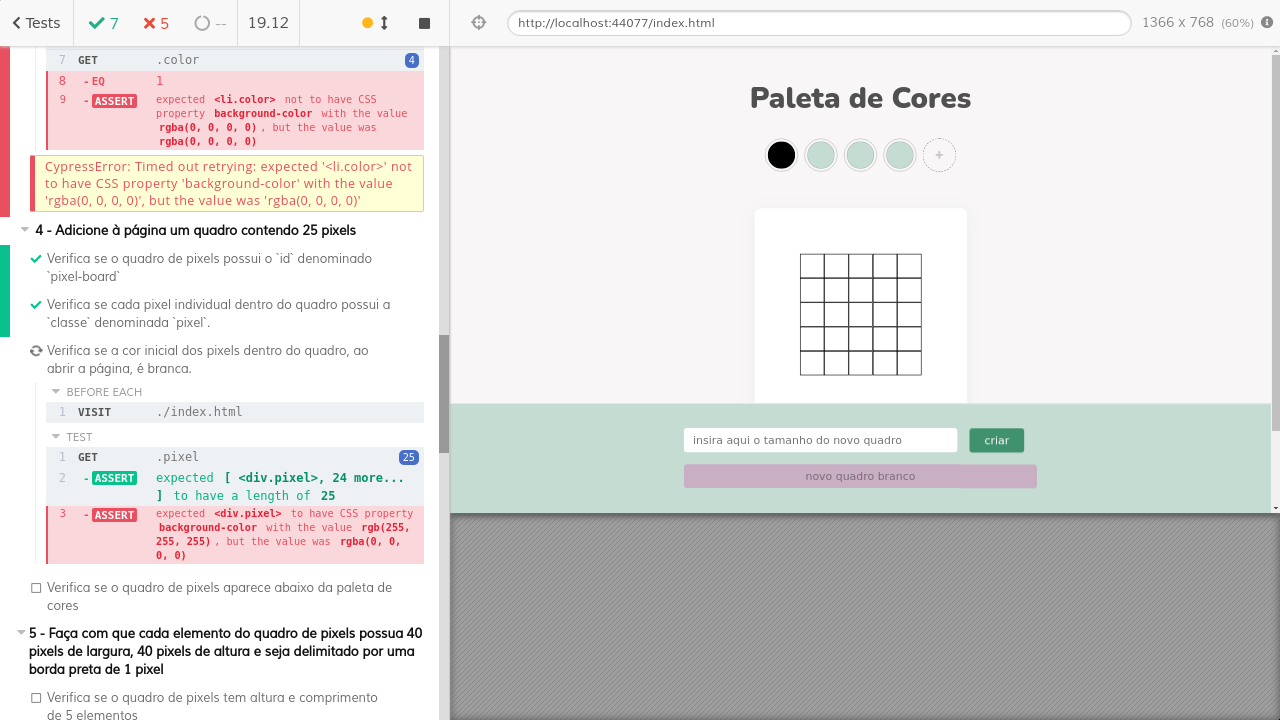 Tests
7
5
--
19.12
http://localhost:44077/index.html
1366 x 768 (60%)
7 GET .color 4
8 - EQ 1
9 - ASSERT expected <li.color> not to have CSS
property background-color with the value
rgba(0, 0, 0, 0) , but the value was
rgba(0, 0, 0, 0)
CypressError: Timed out retrying: expected '<li.color>' not
to have CSS property 'background-color' with the value
'rgba(0, 0, 0, 0)', but the value was 'rgba(0, 0, 0, 0)'
4 - Adicione à página um quadro contendo 25 pixels
Verifica se o quadro de pixels possui o `id` denominado
`pixel-board`
Verifica se cada pixel individual dentro do quadro possui a
`classe` denominada `pixel`.
Verifica se a cor inicial dos pixels dentro do quadro, ao
abrir a página, é branca.
BEFORE EACH
1 VISIT ./index.html
TEST
1 GET .pixel 25
2 - ASSERT expected [ <div.pixel>, 24 more...
] to have a length of 25
3 - ASSERT expected <div.pixel> to have CSS property
background-color with the value rgb(255,
255, 255) , but the value was rgba(0, 0,
0, 0)
Verifica se o quadro de pixels aparece abaixo da paleta de
cores
5 - Faça com que cada elemento do quadro de pixels possua 40
pixels de largura, 40 pixels de altura e seja delimitado por uma
borda preta de 1 pixel
Verifica se o quadro de pixels tem altura e comprimento
de 5 elementos
Paleta de Cores
+
insira aqui o tamanho do novo quadro
criar
novo quadro branco